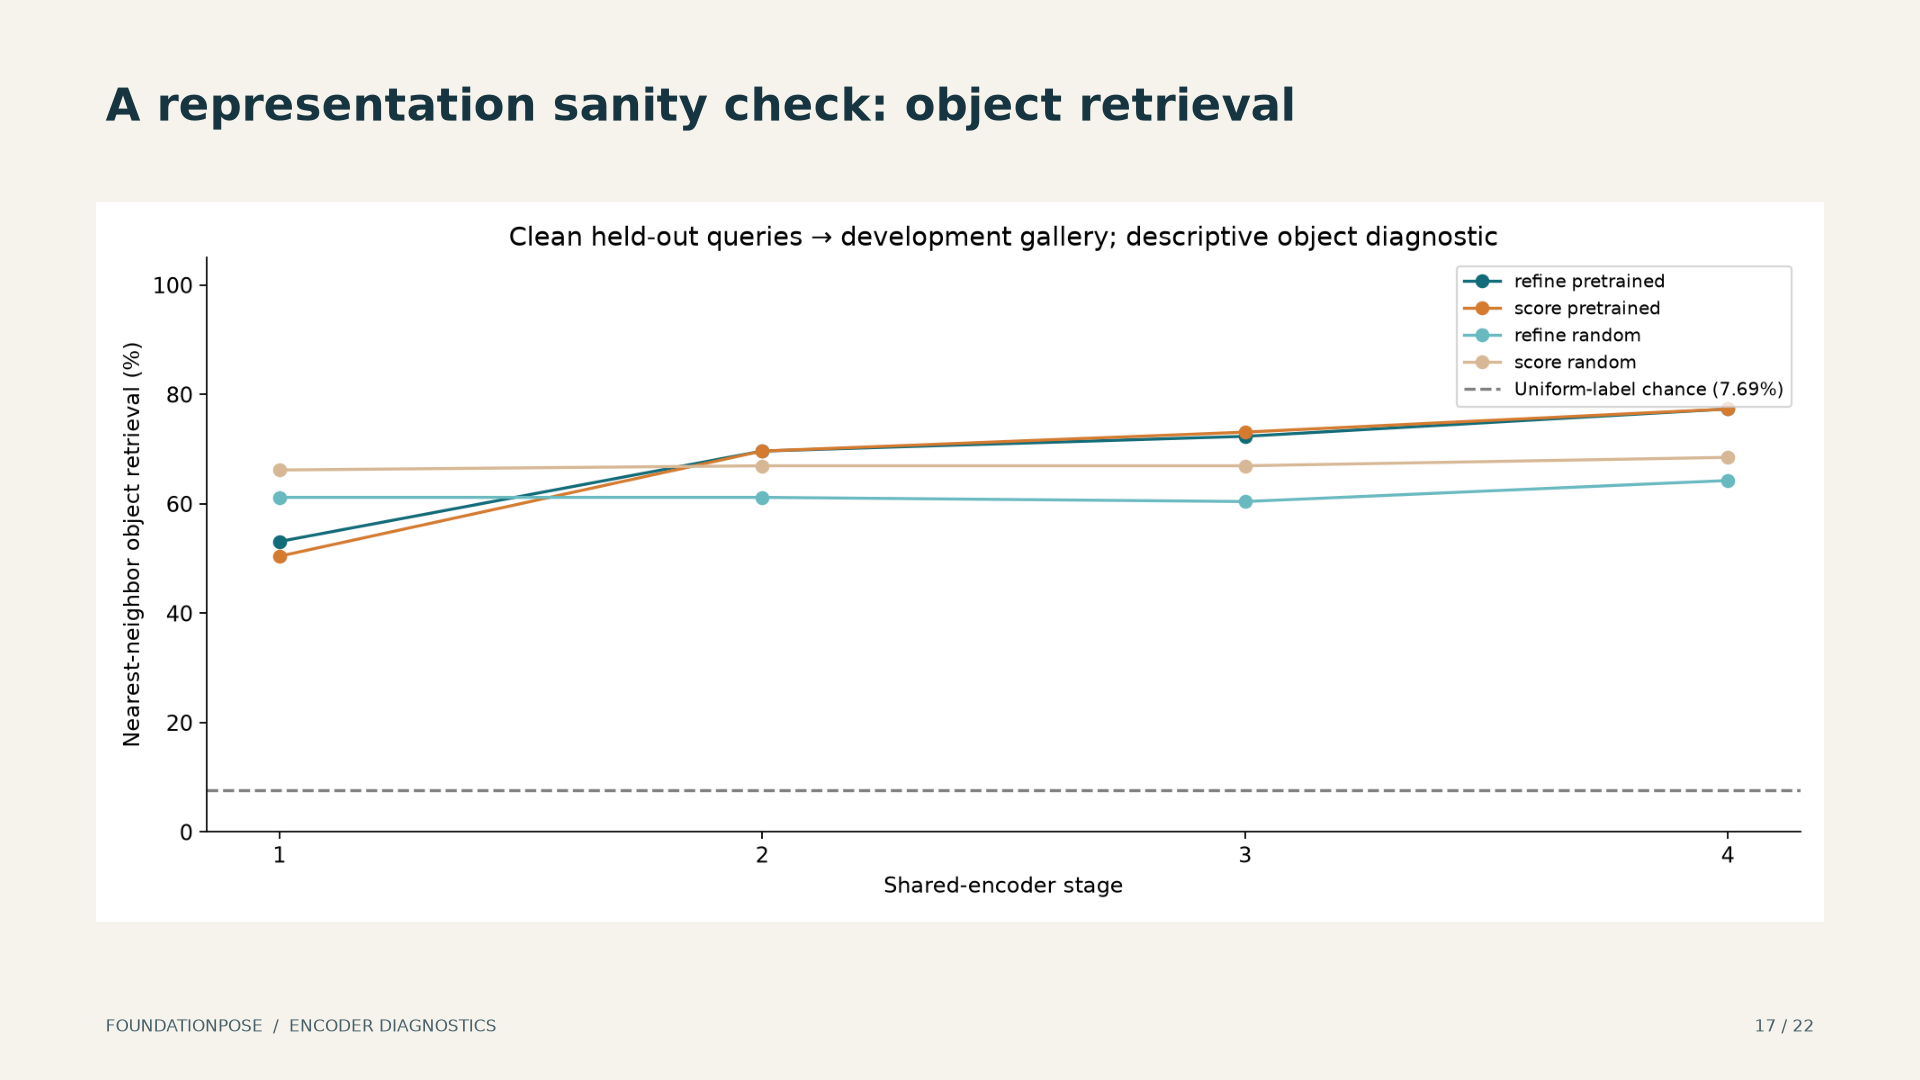 A representation sanity check: object retrieval
Clean held-out queries → development gallery; descriptive object diagnostic
refine pretrained
score pretrained
refine random
score random
Uniform-label chance (7.69%)
Nearest-neighbor object retrieval (%)
100
80
60
40
20
0
1 2 3 4
Shared-encoder stage
FOUNDATIONPOSE / ENCODER DIAGNOSTICS
17 / 22